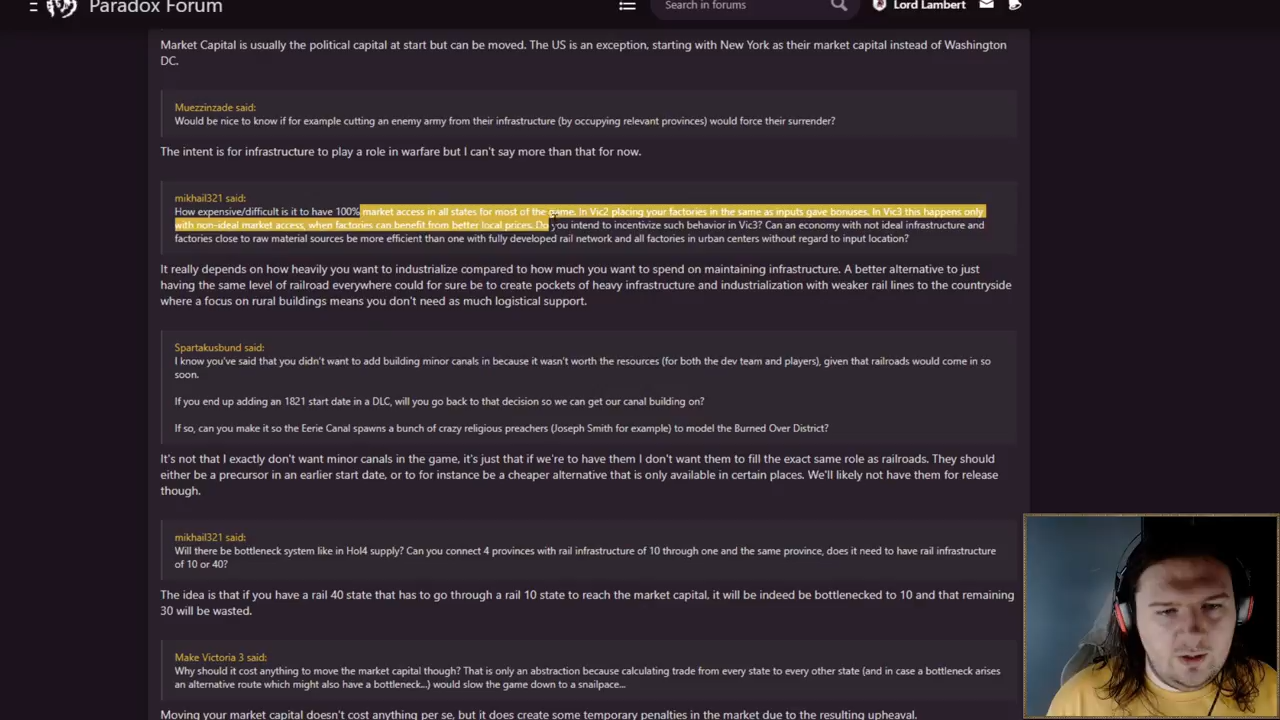 Paradox Forum
Search in forums
Lord Lambert
Market Capital is usually the political capital at start but can be moved. The US is an exception, starting with New York as their market capital instead of Washington
DC.
Muezzinzade said:
Would be nice to know if for example cutting an enemy army from their infrastructure (by occupying relevant provinces) would force their surrender?
The intent is for infrastructure to play a role in warfare but I can't say more than that for now.
mikhail321 said:
How expensive/difficult is it to have 100% market access in all states for most of the game. In Vic2 placing your factories in the same as inputs gave bonuses. In Vic3 this happens only
with non-ideal market access, when factories can benefit from better local prices. Do you intend to incentivize such behavior in Vic3? Can an economy with not ideal infrastructure and
factories close to raw material sources be more efficient than one with fully developed rail network and all factories in urban centers without regard to input location?
It really depends on how heavily you want to industrialize compared to how much you want to spend on maintaining infrastructure. A better alternative to just
having the same level of railroad everywhere could for sure be to create pockets of heavy infrastructure and industrialization with weaker rail lines to the countryside
where a focus on rural buildings means you don't need as much logistical support.
Spartakusbund said:
I know you've said that you didn't want to add building minor canals in because it wasn't worth the resources (for both the dev team and players), given that railroads would come in so
soon.
If you end up adding an 1821 start date in a DLC, will you go back to that decision so we can get our canal building on?
If so, can you make it so the Eerie Canal spawns a bunch of crazy religious preachers (Joseph Smith for example) to model the Burned Over District?
It's not that I exactly don't want minor canals in the game, it's just that if we're to have them I don't want them to fill the exact same role as railroads. They should
either be a precursor in an earlier start date, or to for instance be a cheaper alternative that is only available in certain places. We'll likely not have them for release
though.
mikhail321 said:
Will there be bottleneck system like in HoI4 supply? Can you connect 4 provinces with rail infrastructure of 10 through one and the same province, does it need to have rail infrastructure
of 10 or 40?
The idea is that if you have a rail 40 state that has to go through a rail 10 state to reach the market capital, it will be indeed be bottlenecked to 10 and that remaining
30 will be wasted.
Make Victoria 3 said:
Why should it cost anything to move the market capital though? That is only an abstraction because calculating trade from every state to every other state (and in case a bottleneck arises
an alternative route which might also have a bottleneck...) would slow the game down to a snailpace...
Moving your market capital doesn't cost anything per se, but it does create some temporary penalties in the market due to the resulting upheaval.